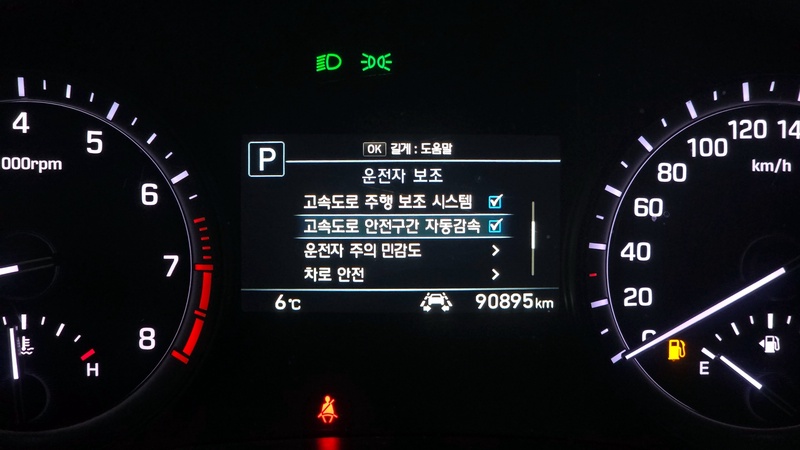 4
5
6
7
8
000rpm
H
P
OK 길게 : 도움말
운전자 보조
고속도로 주행 보조 시스템
고속도로 안전구간 자동감속
운전자 주의 민감도
차로 안전
6℃
90895 km
0
20
40
60
80
100
120
km/h
E